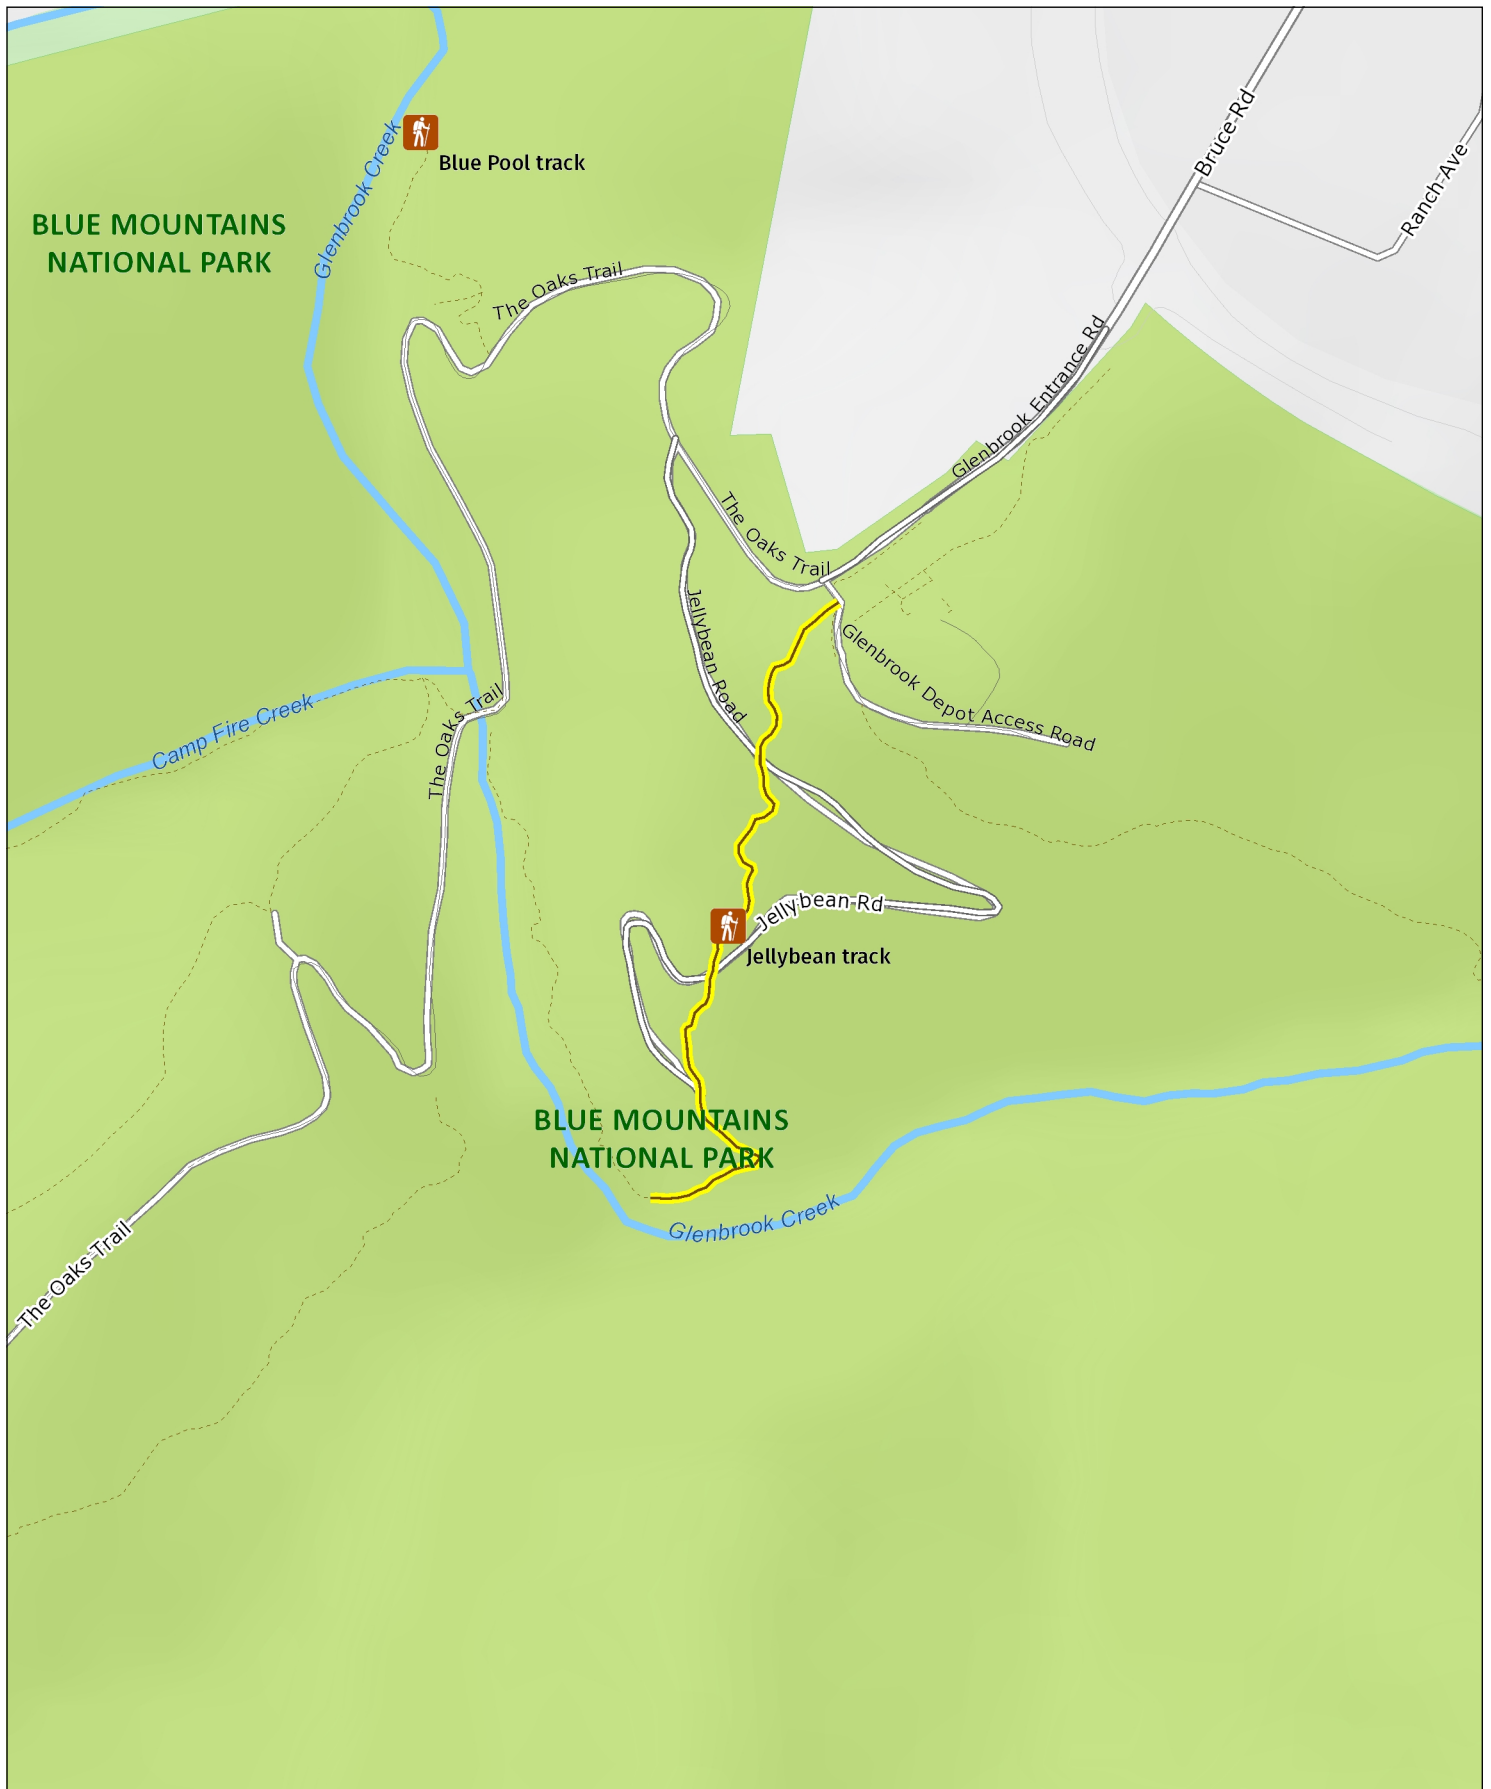 Bruce Rd
Glenbrook Creek
Blue Pool track
Ranch Ave
BLUE MOUNTAINS
NATIONAL PARK
The Oaks Trail
Glenbrook Entrance Rd
The Oaks Trail
Jellybean Road
Glenbrook Depot Access Road
Camp Fire Creek
The Oaks Trail
Jellybean Rd
Jellybean track
BLUE MOUNTAINS
NATIONAL PARK
Glenbrook Creek
The Oaks Trail